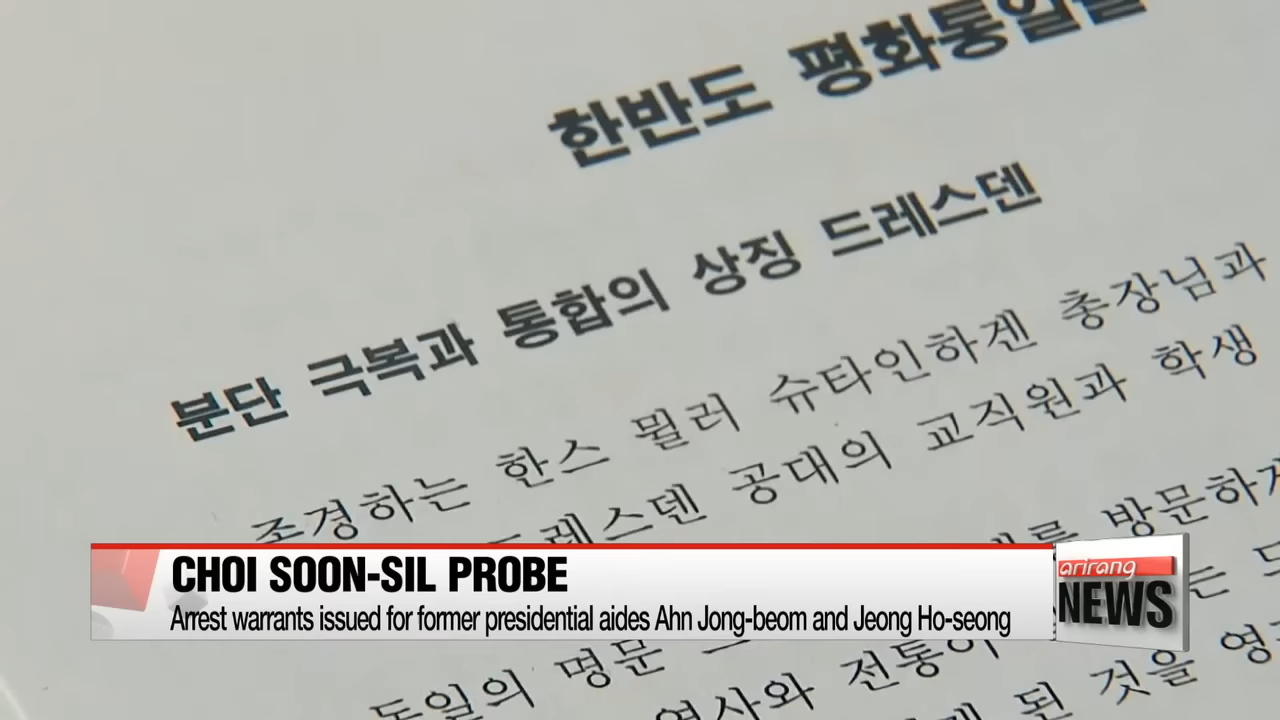 한반도 평화통일을
분단 극복과 통합의 상징 드레스덴
존경하는 한스 뮐러 슈타인하겐 총장님과
드레스덴 공대의 교직원과 학생
방문하게
독일의 명문
역사와 전통이
된 것을
CHOI SOON-SIL PROBE
Arrest warrants issued for former presidential aides Ahn Jong-beom and Jeong Ho-seong
arirang
NEWS